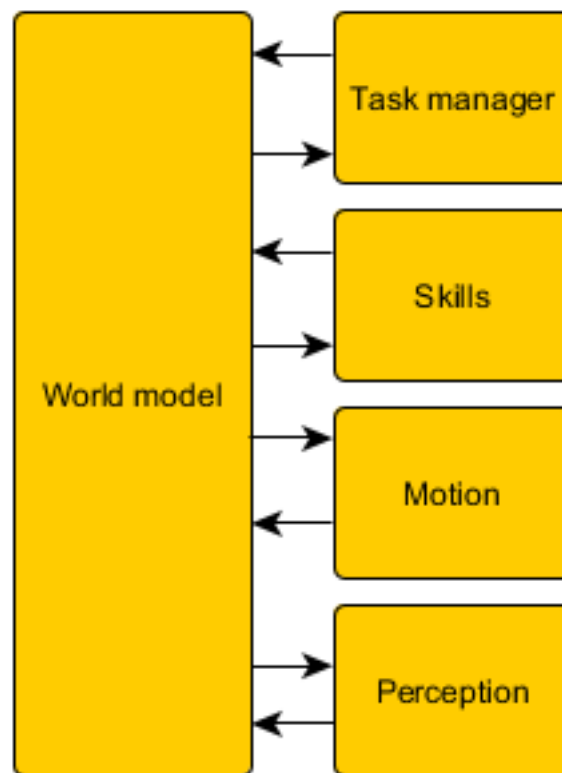 Task manager
Skills
World model
Motion
Perception